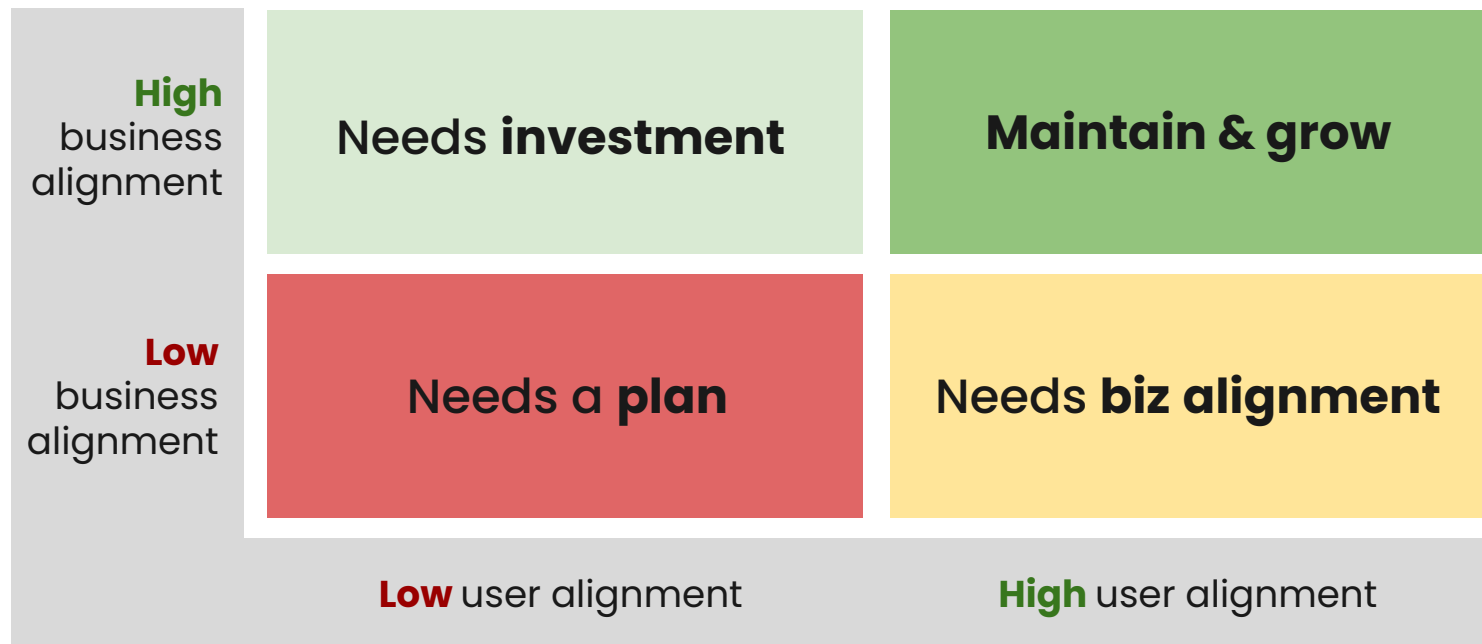 High
business
alignment
Needs investment
Maintain & grow
Low
business
alignment
Needs a plan
Needs biz alignment
Low user alignment
High user alignment